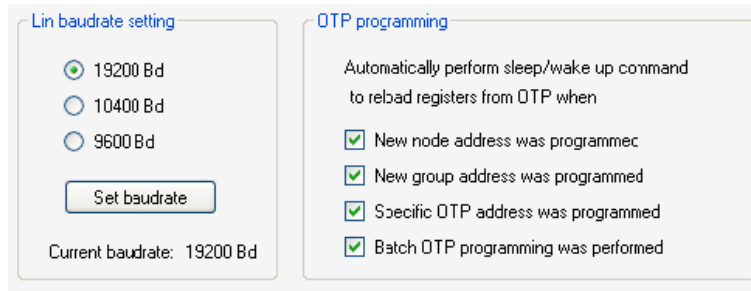 Lin baudrate setting
19200 Bd
10400 Bd
9600 Bd
Set baudrate
Current baudrate: 19200 Bd
OTP programming
Automatically perform sleep/wake up command
to reload registers from OTP when
New node address was programmed
New group address was programmed
Specific OTP address was programmed
Batch OTP programming was performed